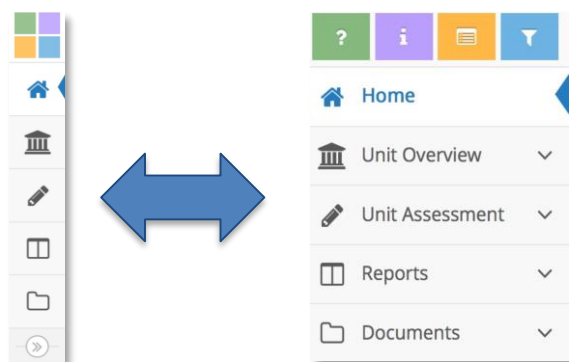 ? i
Home
Unit Overview
Unit Assessment
Reports
Documents